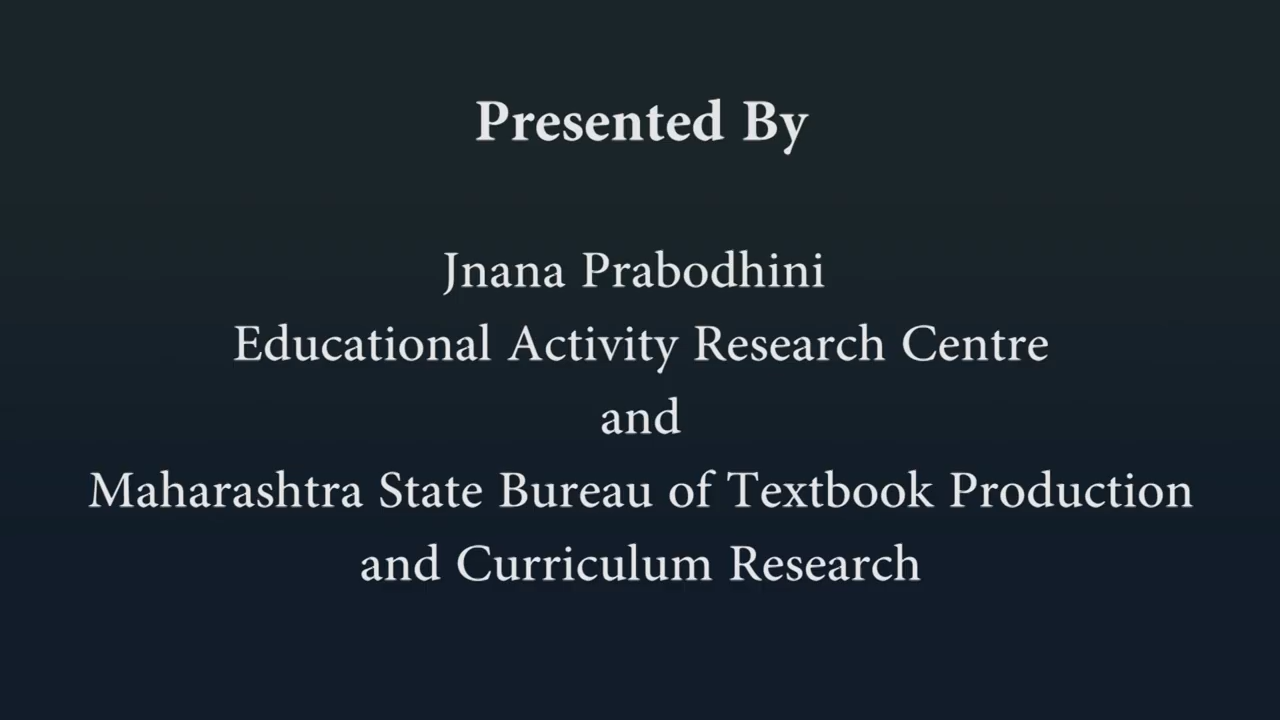 Presented By
Jnana Prabodhini
Educational Activity Research Centre
and
Maharashtra State Bureau of Textbook Production
and Curriculum Research